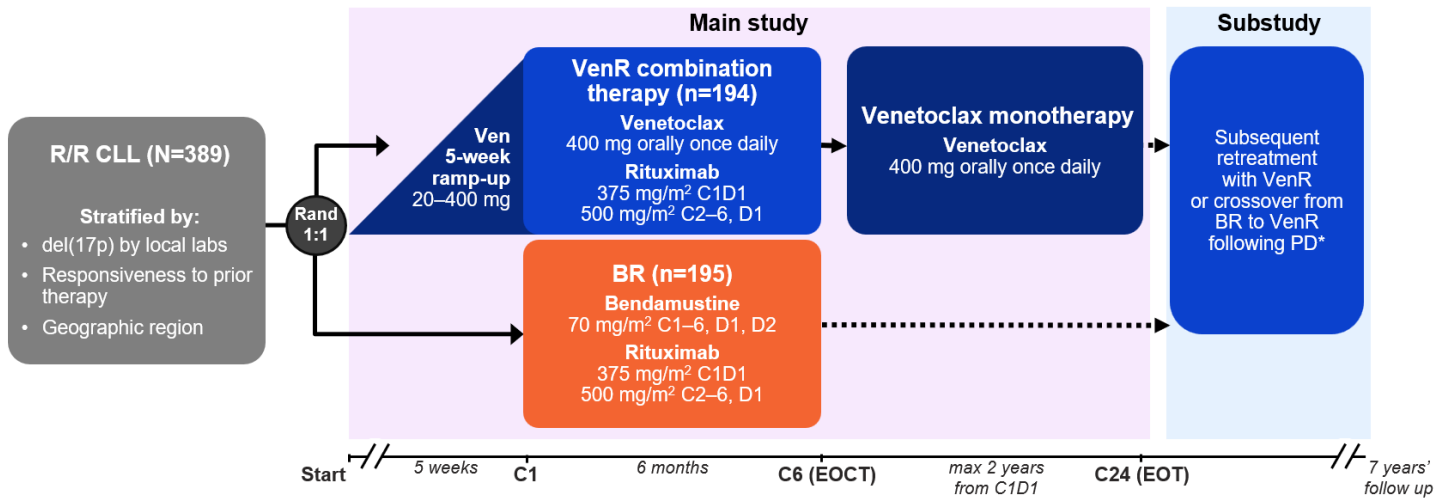 Main study
Substudy
R/R CLL (N=389)
Stratified by:
• del(17p) by local labs
• Responsiveness to prior
therapy
• Geographic region
Rand
1:1
Ven
5-week
ramp-up
20–400 mg
VenR combination
therapy (n=194)
Venetoclax
400 mg orally once daily
Rituximab
375 mg/m² C1D1
500 mg/m² C2–6, D1
Venetoclax monotherapy
Venetoclax
400 mg orally once daily
Subsequent
retreatment
with VenR
or crossover from
BR to VenR
following PD*
BR (n=195)
Bendamustine
70 mg/m² C1–6, D1, D2
Rituximab
375 mg/m² C1D1
500 mg/m² C2–6, D1
Start
5 weeks
C1
6 months
C6 (EOCT)
max 2 years
from C1D1
C24 (EOT)
7 years’
follow up